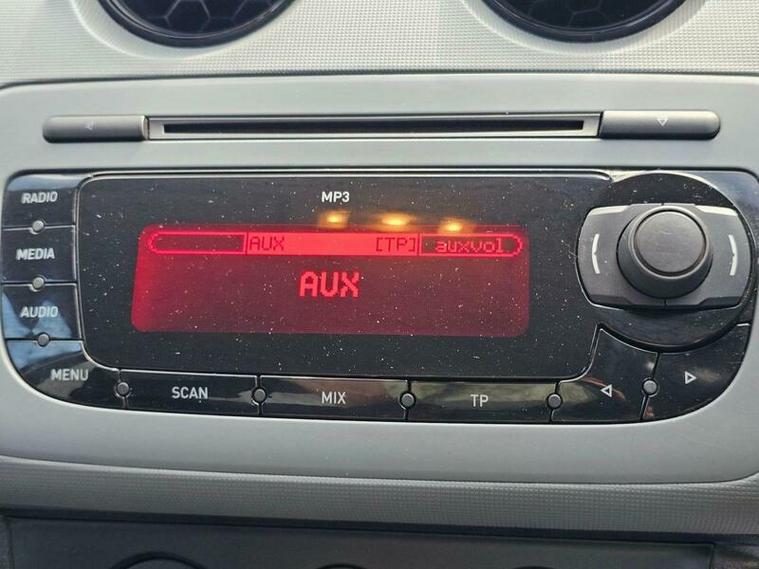 MP3
RADIO
AUX [TP] auxvol
MEDIA
AUX
AUDIO
MENU
SCAN
MIX
TP